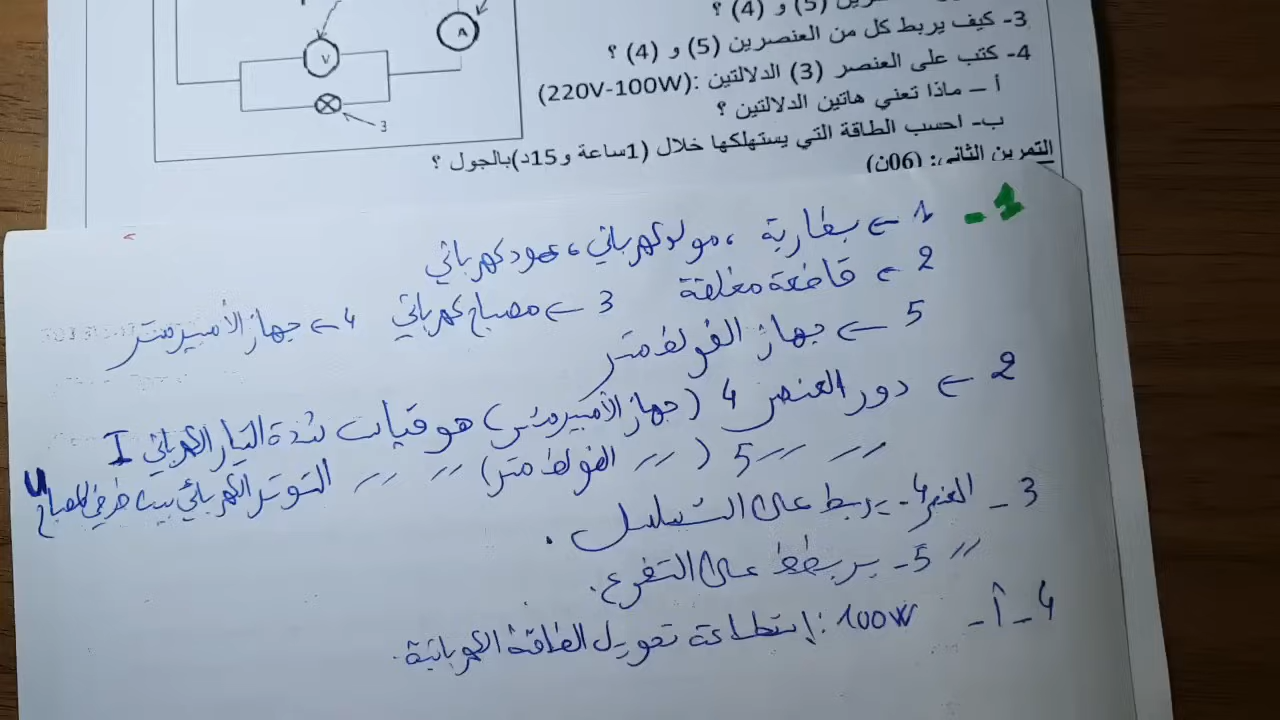 (5) و (4) ؟
3- كيف يربط كل من العنصرين (5) و (4) ؟
4- كتب على العنصر (3) الدلالتين :(220V-100W)
أ – ماذا تعني هاتين الدلالتين ؟
ب- احسب الطاقة التي يستهلكها خلال (1ساعة و15د)بالجول ؟
التمرين الثاني: (06ن)
A
V
3
1- 1 ← بطارية ، مولد كهربائي ، عمود كهربائي
2 ← قاطعة مغلقة 3 ← مصباح كهربائي 4 ← جهاز الأمبيرمتر
5 ← جهاز الفولطمتر
2 ← دور العنصر 4 (جهاز الأمبيرمتر) هو قياس شدة التيار الكهربائي I
〃 〃 5 (〃 الفولطمتر) 〃 〃 التوتر الكهربائي بين طرفي المصباح U
3 - العنصر 4 - يربط على التسلسل .
〃 5 - يربط على التفرع .
4 - أ - 100W : إستطاعة تحويل الطاقة الكهربائية .